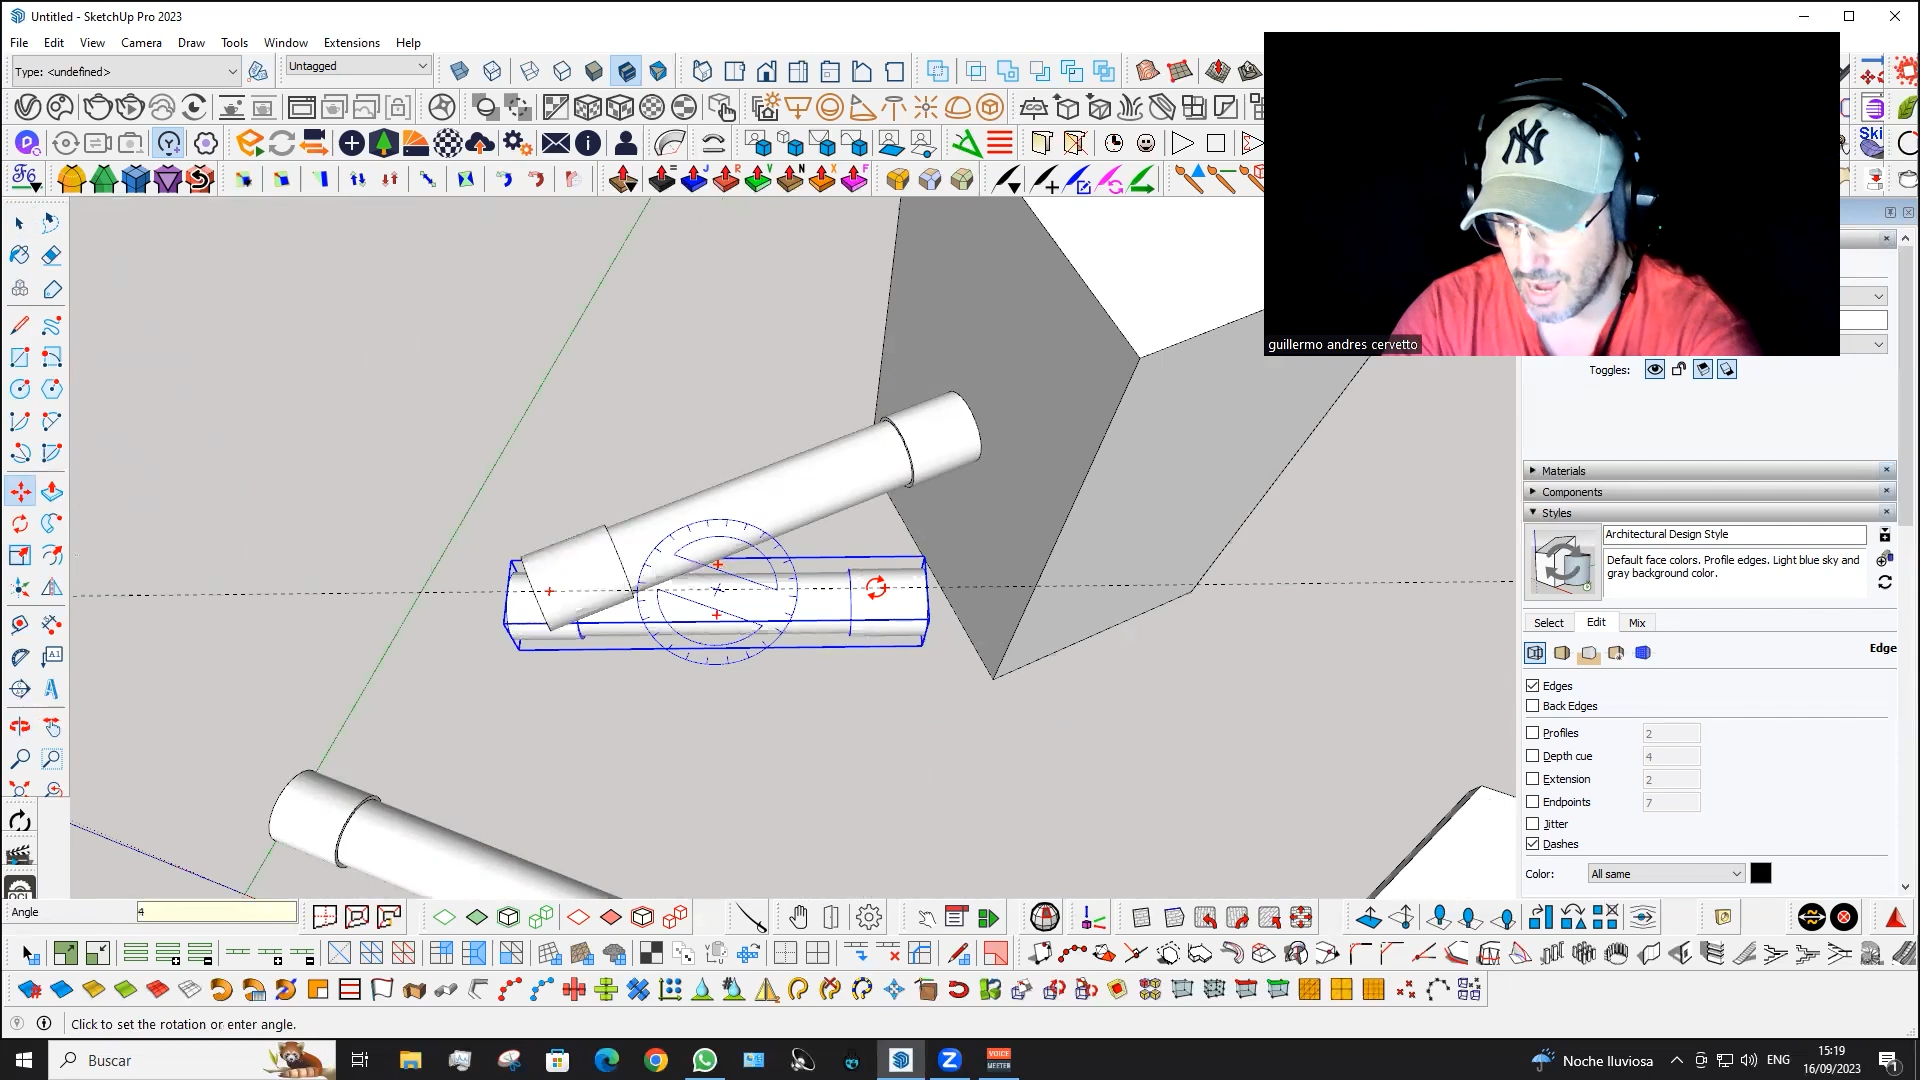 Untitled - SketchUp Pro 2023
File Edit View Camera Draw Tools Window Extensions Help
Type: <undefined>
Untagged
Ski
guillermo andres cervetto
Toggles:
Materials
Components
Styles
Architectural Design Style
Default face colors. Profile edges. Light blue sky and
gray background color.
Select Edit Mix
Edge
Edges
Back Edges
Profiles 2
Depth cue 4
Extension 2
Endpoints 7
Jitter
Dashes
Color: All same
Angle 4
Click to set the rotation or enter angle.
Buscar
VOICE
MEETER
Noche lluviosa
ENG
15:19
16/09/2023
1